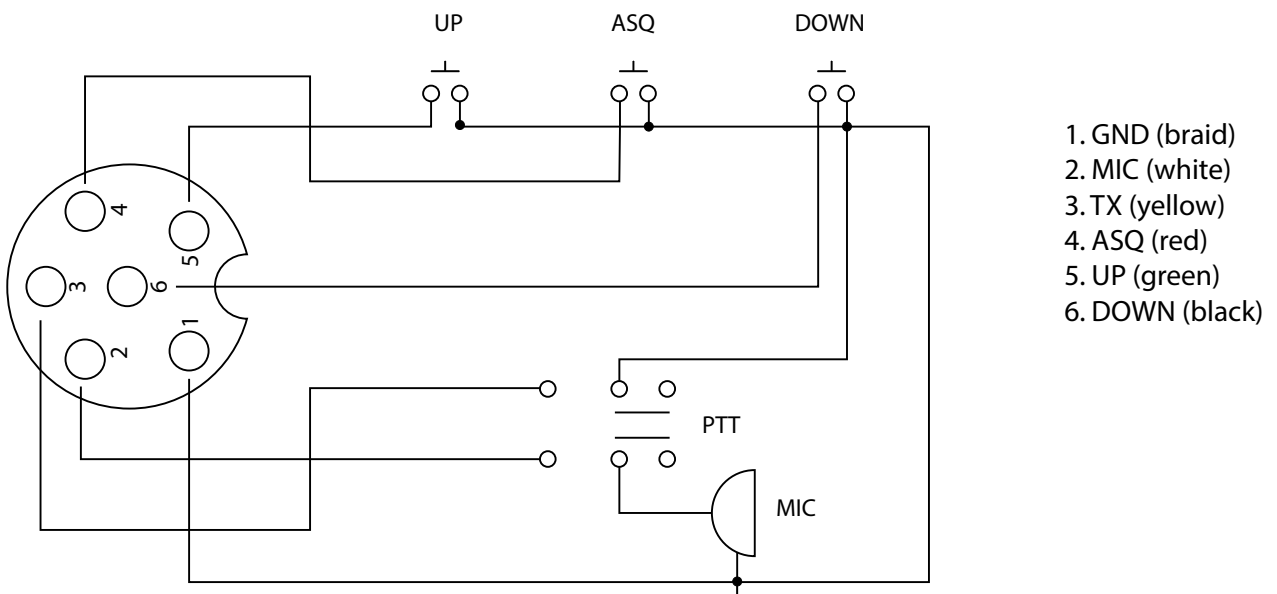 UP ASQ DOWN
4
5
3
6
1
2
PTT
MIC
1. GND (braid)
2. MIC (white)
3. TX (yellow)
4. ASQ (red)
5. UP (green)
6. DOWN (black)